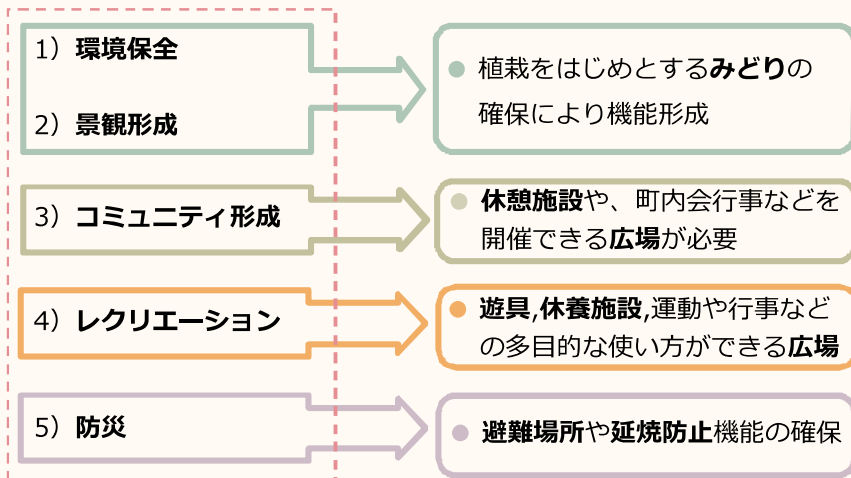 1）環境保全
2）景観形成
● 植栽をはじめとするみどりの
確保により機能形成
3）コミュニティ形成
● 休憩施設や、町内会行事などを
開催できる広場が必要
4）レクリエーション
● 遊具,休養施設,運動や行事など
の多目的な使い方ができる広場
5）防災
● 避難場所や延焼防止機能の確保